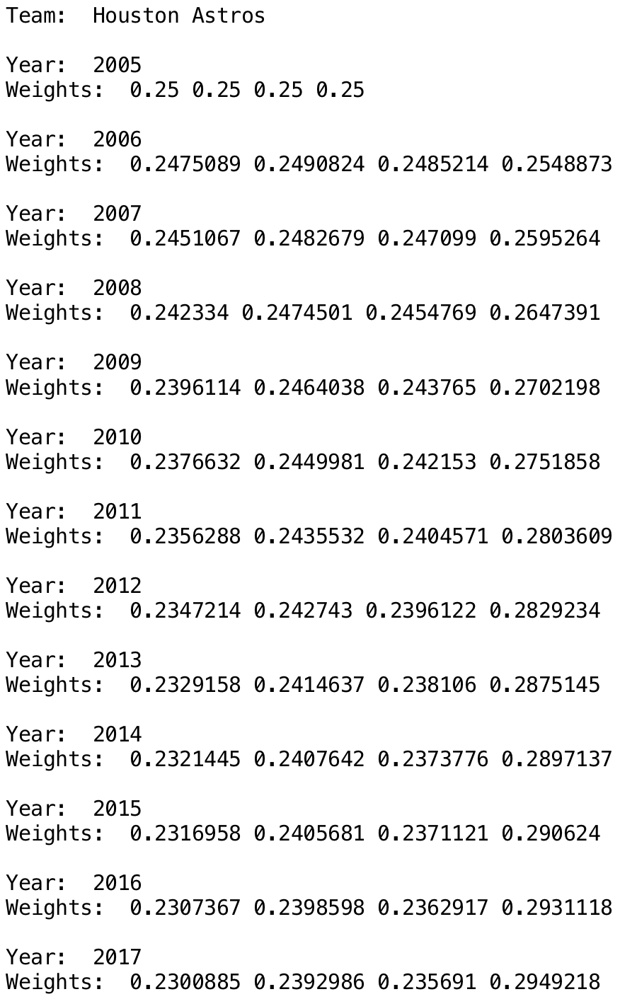 Team:  Houston Astros
Year:  2005
Weights:  0.25 0.25 0.25 0.25
Year:  2006
Weights:  0.2475089 0.2490824 0.2485214 0.2548873
Year:  2007
Weights:  0.2451067 0.2482679 0.247099 0.2595264
Year:  2008
Weights:  0.242334 0.2474501 0.2454769 0.2647391
Year:  2009
Weights:  0.2396114 0.2464038 0.243765 0.2702198
Year:  2010
Weights:  0.2376632 0.2449981 0.242153 0.2751858
Year:  2011
Weights:  0.2356288 0.2435532 0.2404571 0.2803609
Year:  2012
Weights:  0.2347214 0.242743 0.2396122 0.2829234
Year:  2013
Weights:  0.2329158 0.2414637 0.238106 0.2875145
Year:  2014
Weights:  0.2321445 0.2407642 0.2373776 0.2897137
Year:  2015
Weights:  0.2316958 0.2405681 0.2371121 0.290624
Year:  2016
Weights:  0.2307367 0.2398598 0.2362917 0.2931118
Year:  2017
Weights:  0.2300885 0.2392986 0.235691 0.2949218